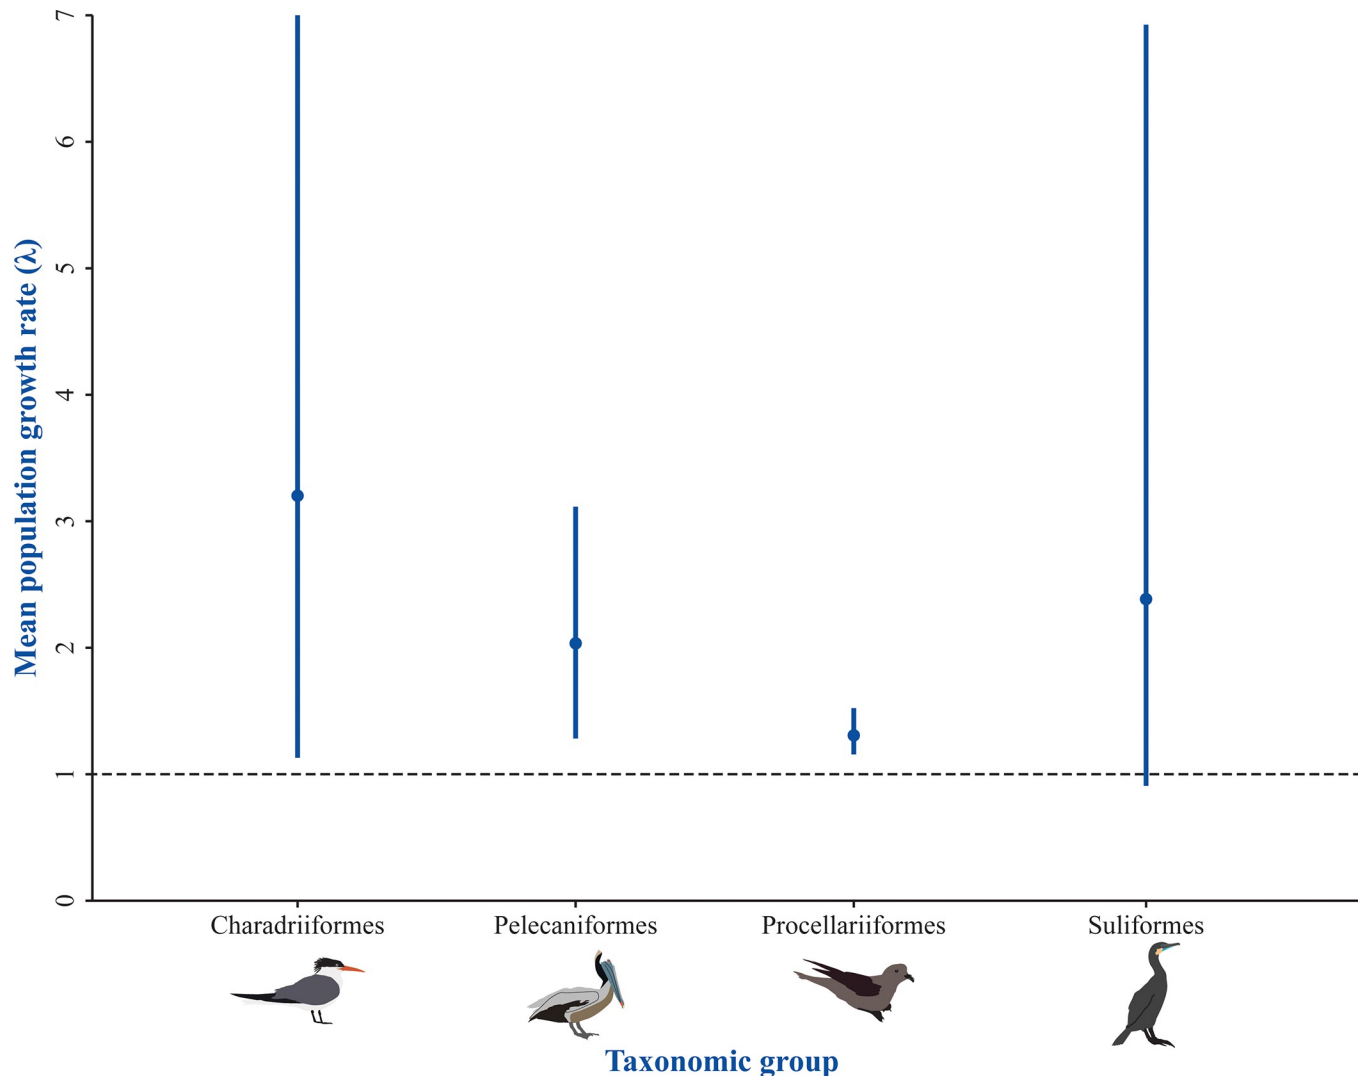 Mean population growth rate (λ)
7
6
5
4
3
2
1
0
Charadriiformes Pelecaniformes Procellariiformes Suliformes
Taxonomic group